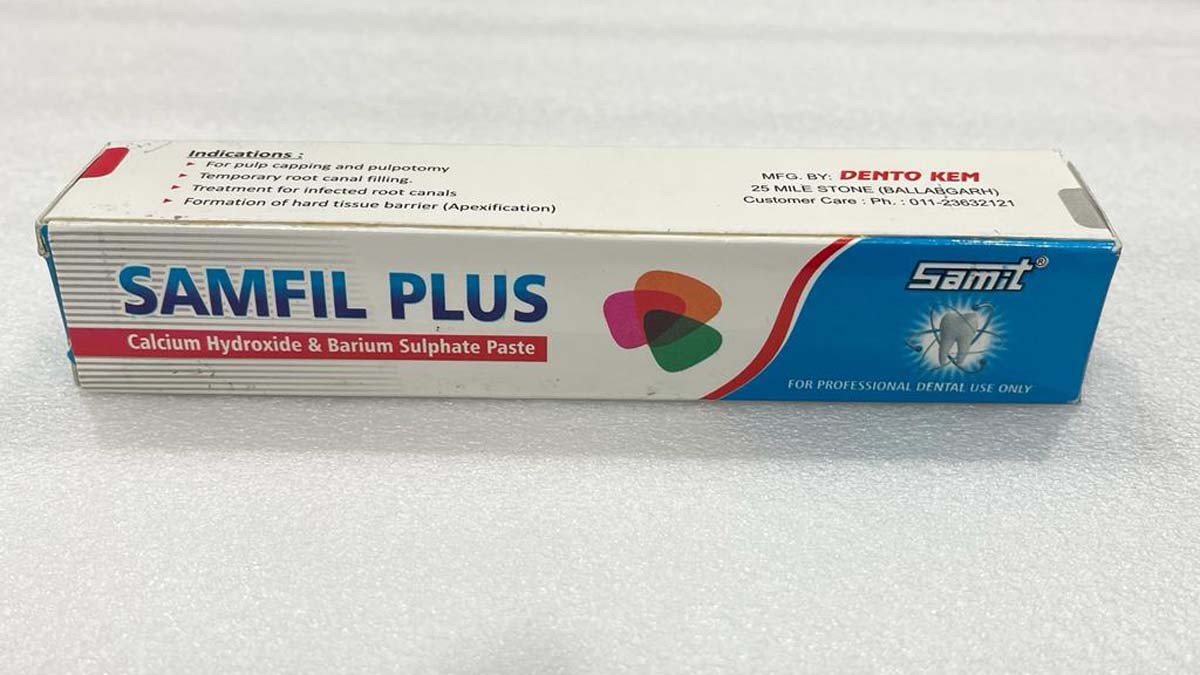 Indications :
For pulp capping and pulpotomy
Temporary root canal filling.
Treatment for infected root canals
Formation of hard tissue barrier (Apexification)
MFG. BY: DENTO KEM
25 MILE STONE (BALLABGARH)
Customer Care : Ph. : 011-23632121
SAMFIL PLUS
Calcium Hydroxide & Barium Sulphate Paste
Samit®
FOR PROFESSIONAL DENTAL USE ONLY